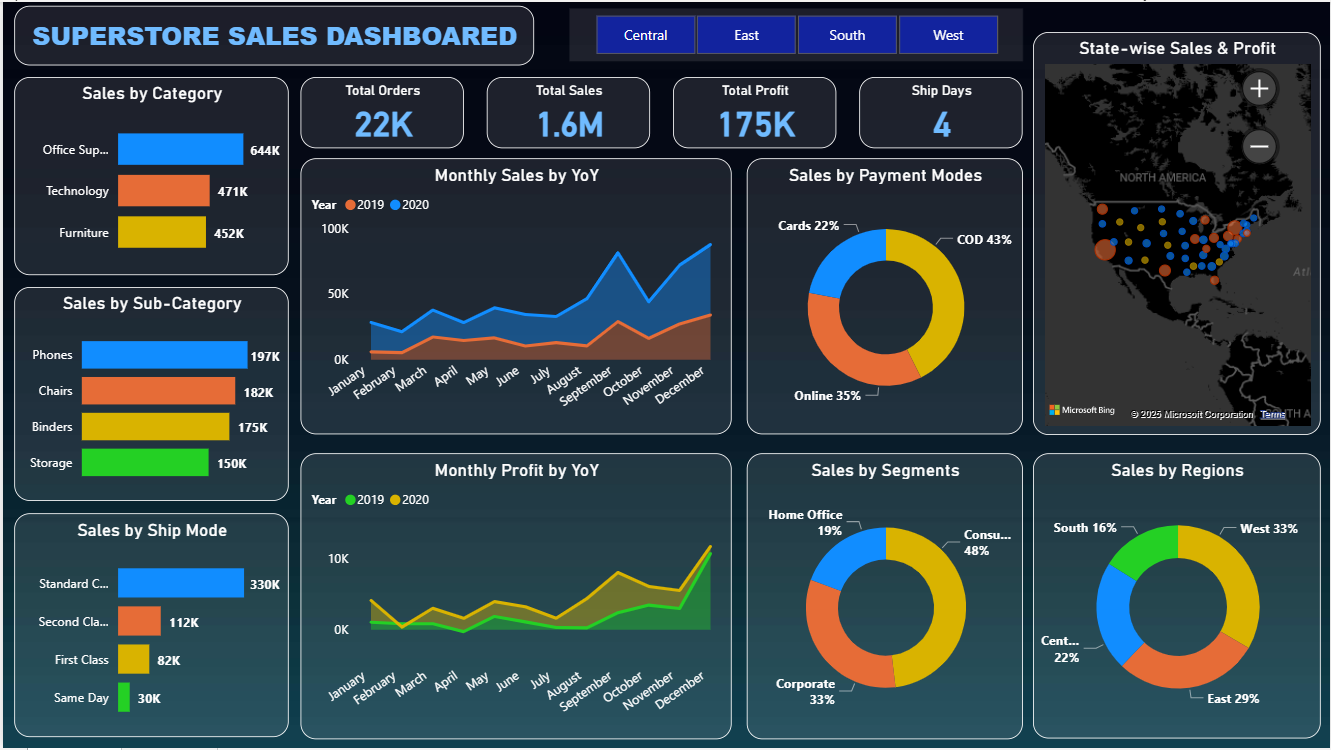 SUPERSTORE SALES DASHBOARED
Central
East
South
West
State-wise Sales & Profit
NORTH AMERICA
Microsoft Bing
© 2025 Microsoft Corporation
Terms
Sales by Category
Office Sup...
644K
Technology
471K
Furniture
452K
Total Orders
22K
Total Sales
1.6M
Total Profit
175K
Ship Days
4
Monthly Sales by YoY
Year
2019
2020
100K
50K
0K
January
February
March
April
May
June
July
August
September
October
November
December
Sales by Payment Modes
Cards 22%
COD 43%
Online 35%
Sales by Sub-Category
Phones
197K
Chairs
182K
Binders
175K
Storage
150K
Sales by Ship Mode
Standard C...
330K
Second Cla...
112K
First Class
82K
Same Day
30K
Monthly Profit by YoY
Year
2019
2020
10K
0K
January
February
March
April
May
June
July
August
September
October
November
December
Sales by Segments
Home Office
19%
Consu...
48%
Corporate
33%
Sales by Regions
South 16%
West 33%
Cent...
22%
East 29%